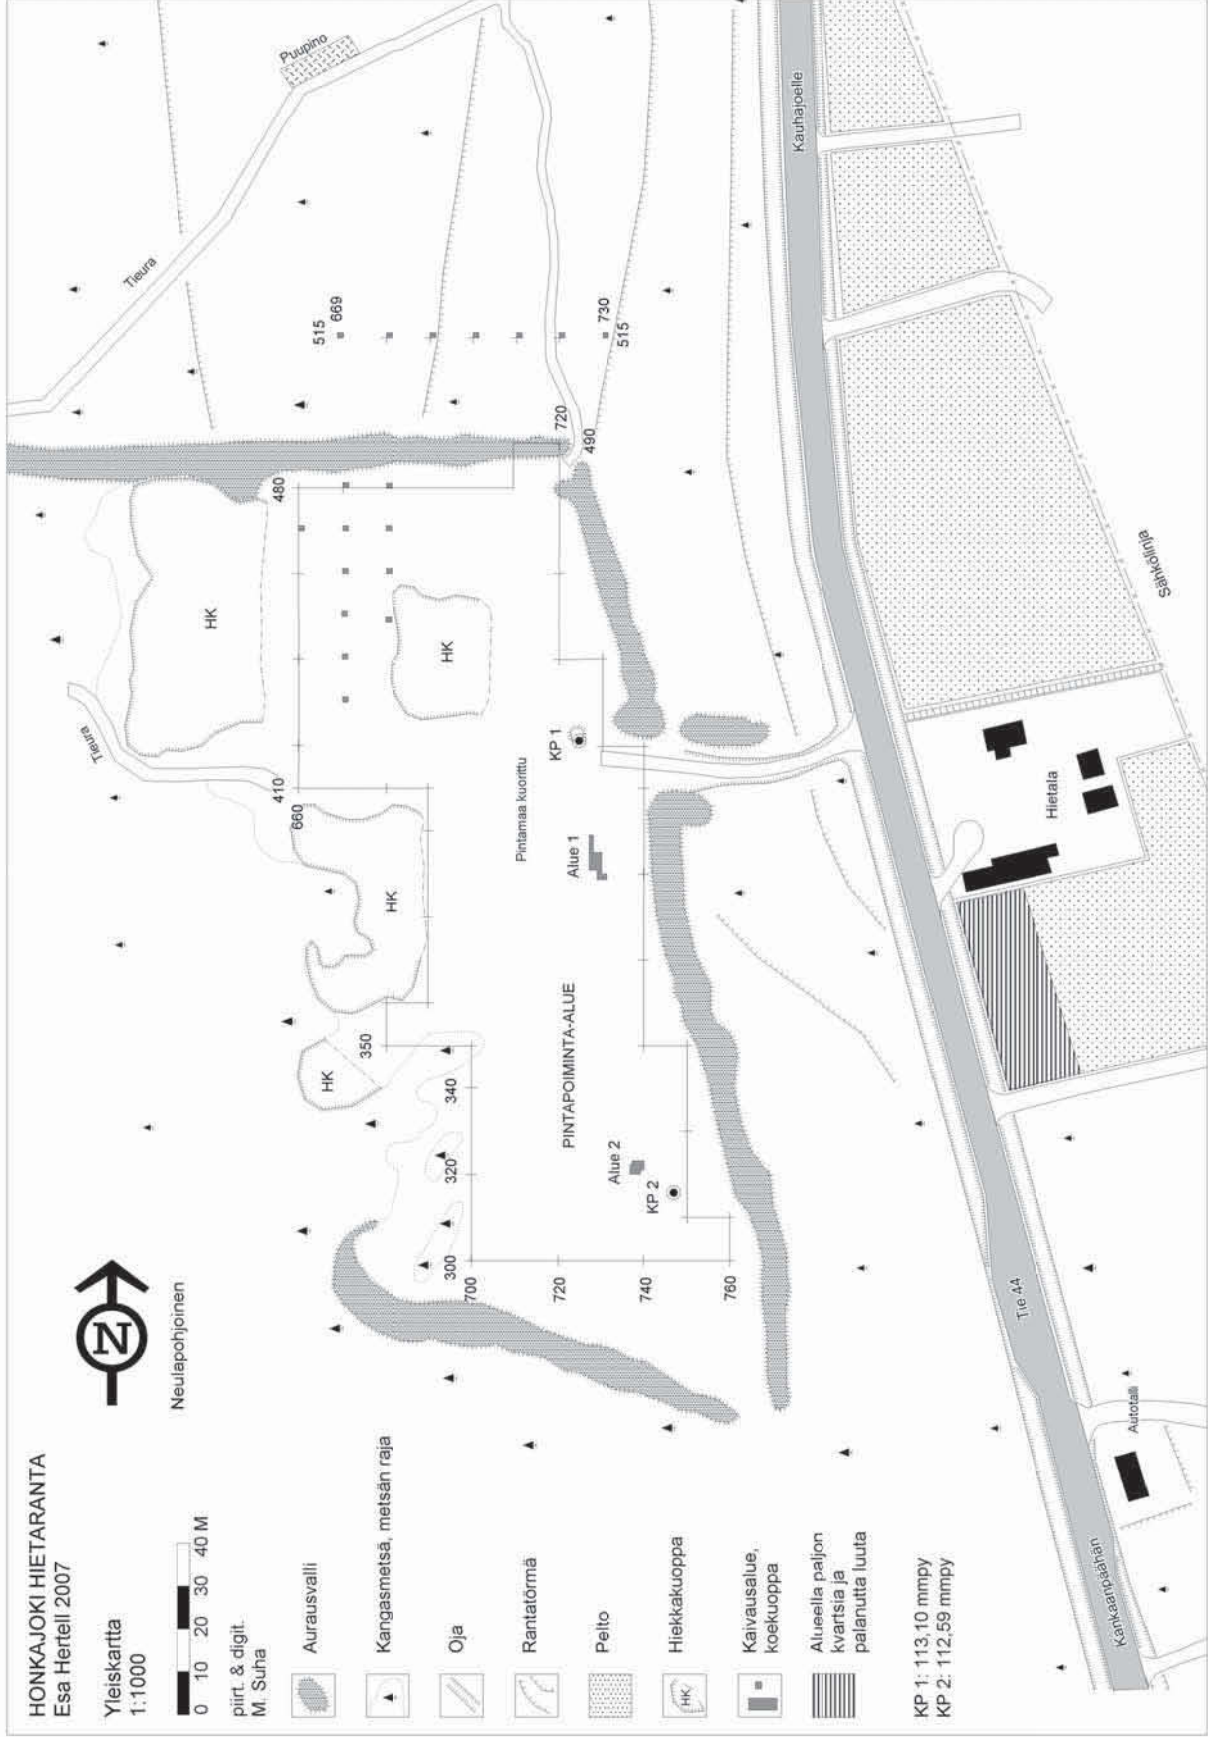 HONKAJOKI HIETARANTA
Esa Hertell 2007
Yleiskartta
1:1000
0 10 20 30 40 M
piirt. & digit.
M. Suha
Aurausvalli
Kangasmetsä, metsän raja
Oja
Rantatörmä
Pelto
HK
Hiekkakuoppa
Kaivausalue,
koekuoppa
Alueella paljon
kvartsia ja
palanutta luuta
KP 1: 113,10 mmpy
KP 2: 112,59 mmpy
N
Neulapohjoinen
Tieura
HK
HK
HK
HK
Tieura
Puupino
515
669
730
515
480
720
490
410
660
350
340
320
300
700
720
740
760
Pintamaa kuorittu
KP 1
Alue 1
PINTAPOIMINTA-ALUE
Alue 2
KP 2
Kauhajoelle
Tie 44
Kankaanpäähän
Hietala
Sähkölinja
Autotalli